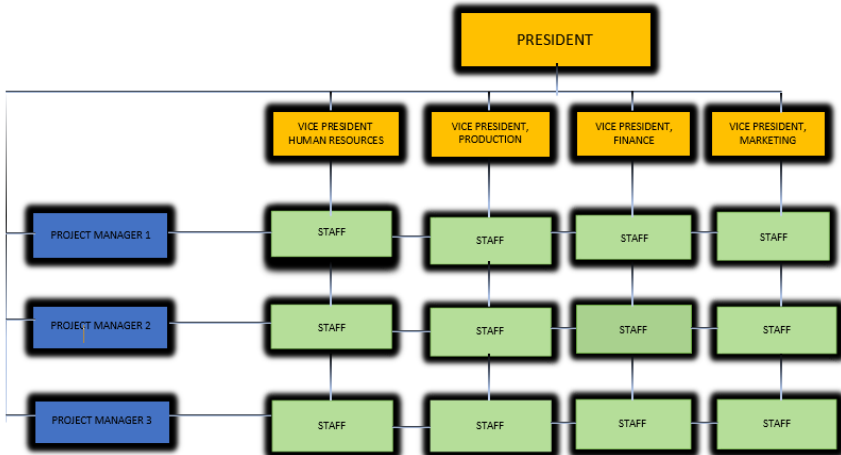 PRESIDENT
VICE PRESIDENT
HUMAN RESOURCES
VICE PRESIDENT,
PRODUCTION
VICE PRESIDENT,
FINANCE
VICE PRESIDENT,
MARKETING
PROJECT MANAGER 1
STAFF
STAFF
STAFF
STAFF
PROJECT MANAGER 2
STAFF
STAFF
STAFF
STAFF
PROJECT MANAGER 3
STAFF
STAFF
STAFF
STAFF